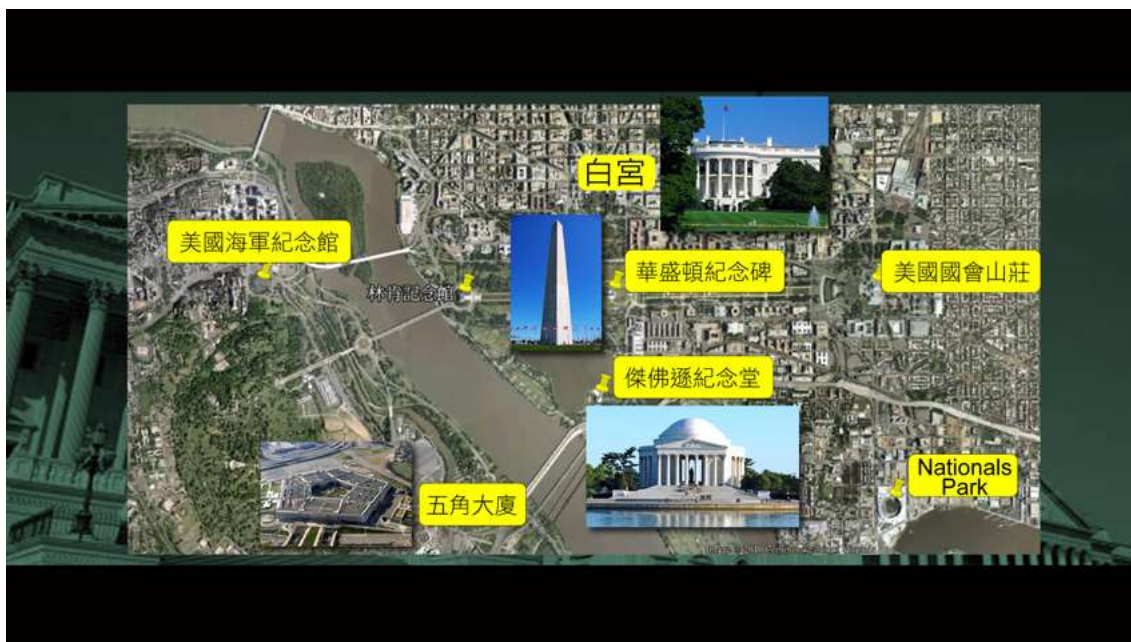 白宮
美國海軍紀念館
林肯記念館
華盛頓紀念碑
美國國會山莊
傑佛遜紀念堂
Nationals
Park
五角大廈